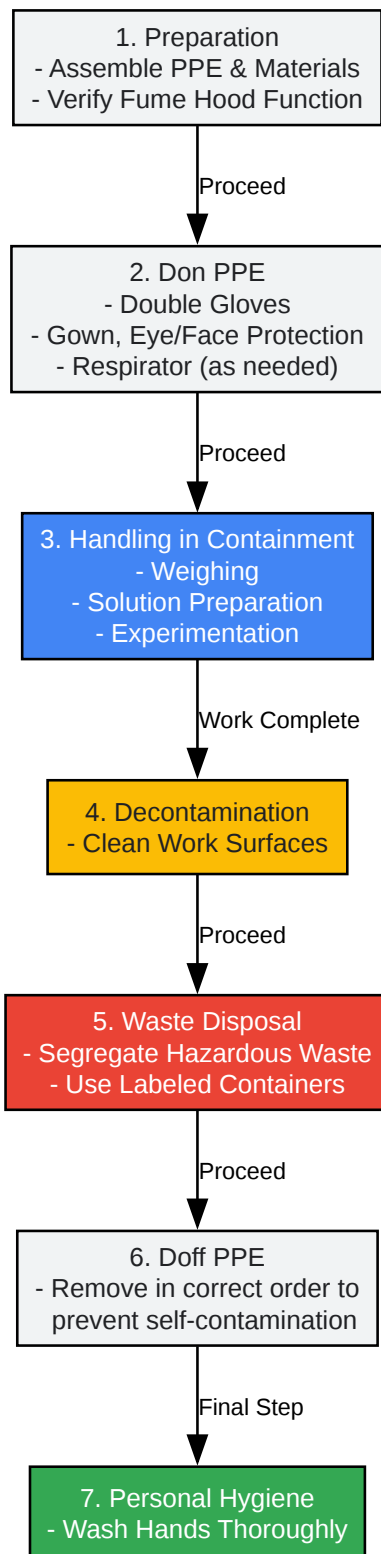 1. Preparation
- Assemble PPE & Materials
- Verify Fume Hood Function
Proceed
2. Don PPE
- Double Gloves
- Gown, Eye/Face Protection
- Respirator (as needed)
Proceed
3. Handling in Containment
- Weighing
- Solution Preparation
- Experimentation
Work Complete
4. Decontamination
- Clean Work Surfaces
Proceed
5. Waste Disposal
- Segregate Hazardous Waste
- Use Labeled Containers
Proceed
6. Doff PPE
- Remove in correct order to
prevent self-contamination
Final Step
7. Personal Hygiene
- Wash Hands Thoroughly